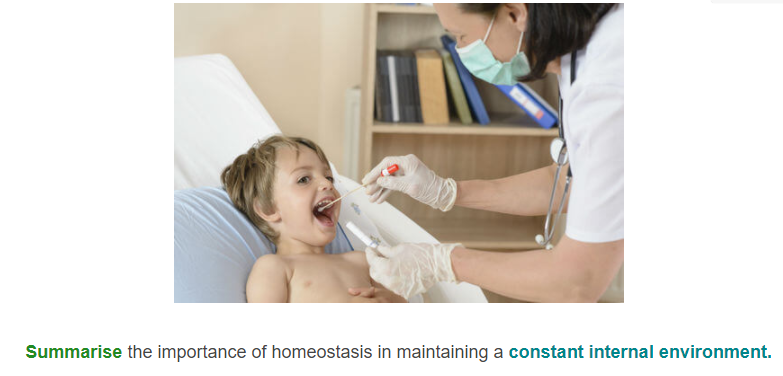 Summarise the importance of homeostasis in maintaining a constant internal environment.